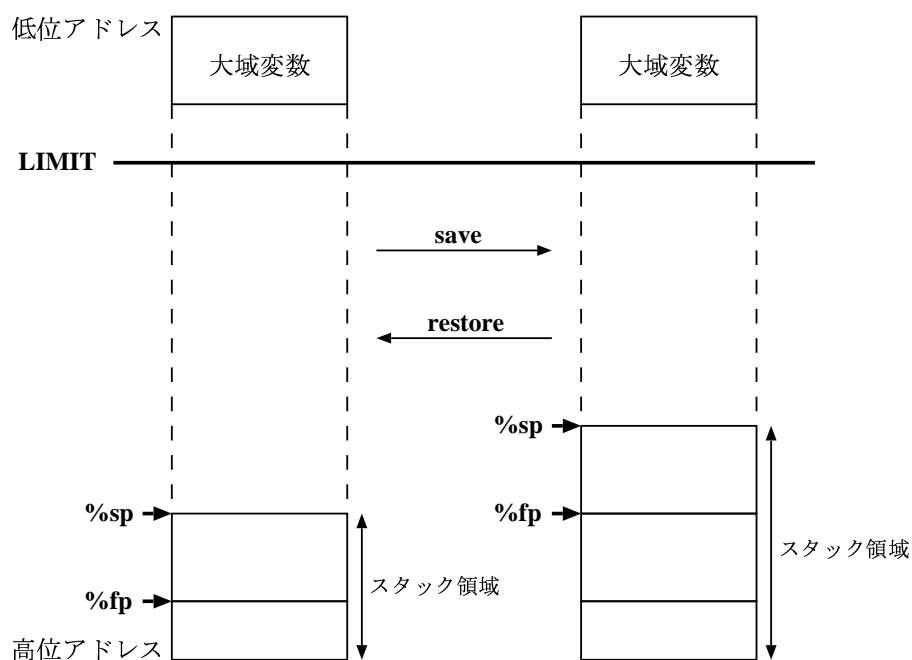 低位アドレス
大域変数
大域変数
LIMIT
save
restore
%sp
%fp
スタック領域
%sp
%fp
スタック領域
高位アドレス